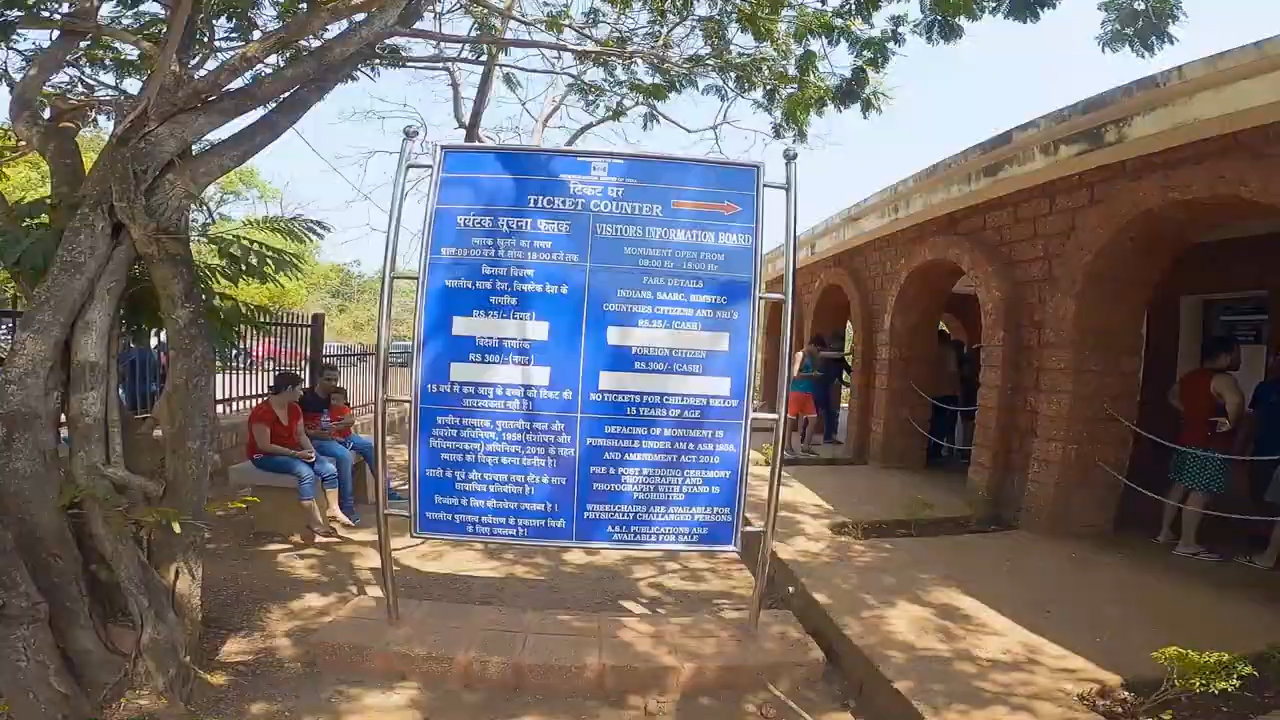 टिकट घर
TICKET COUNTER
पर्यटक सूचना फलक
स्मारक खुलने का समय
प्रातः 09:00 बजे से सायंः 18:00 बजे तक
किराया विवरण
भारतीय, सार्क देश, विमस्टेक देश के
नागरिक
RS.25/- (नगद)
विदेशी नागरिक
RS 300/-(नगद)
15 वर्ष से कम आयु के बच्चों की टिकट की
आवश्यकता नहीं है।
प्राचीन स्मारक, पुरातत्वीय स्थल और
अवशेष अधिनियम, 1958(संशोधन और
विधिमान्यकरण) अधिनियम, 2010 के तहत
स्मारक को विकृत करना दंडनीय है।
शादी के पूर्व और पश्चात तथा स्टैंड के साथ
छायाचित्र प्रतिबंधित है।
दिव्यांगो के लिए व्हीलचेयर उपलब्ध है।
भारतीय पुरातत्व सर्वेक्षण के प्रकाशन बिक्री
के लिए उपलब्ध है।
VISITORS INFORMATION BOARD
MONUMENT OPEN FROM
09:00 Hr - 18:00 Hr
FARE DETAILS
INDIANS, SAARC, BIMSTEC
COUNTRIES CITIZENS AND NRI'S
RS.25/- (CASH)
FOREIGN CITIZEN
RS.300/- (CASH)
NO TICKETS FOR CHILDREN BELOW
15 YEARS OF AGE
DEFACING OF MONUMENT IS
PUNISHABLE UNDER AM & ASR 1958,
AND AMENDMENT ACT 2010
PRE & POST WEDDING CEREMONY
PHOTOGRAPHY AND
PHOTOGRAPHY WITH STAND IS
PROHIBITED
WHEELCHAIRS ARE AVAILABLE FOR
PHYSICALLY CHALLANGED PERSONS
A.S.I. PUBLICATIONS ARE
AVAILABLE FOR SALE